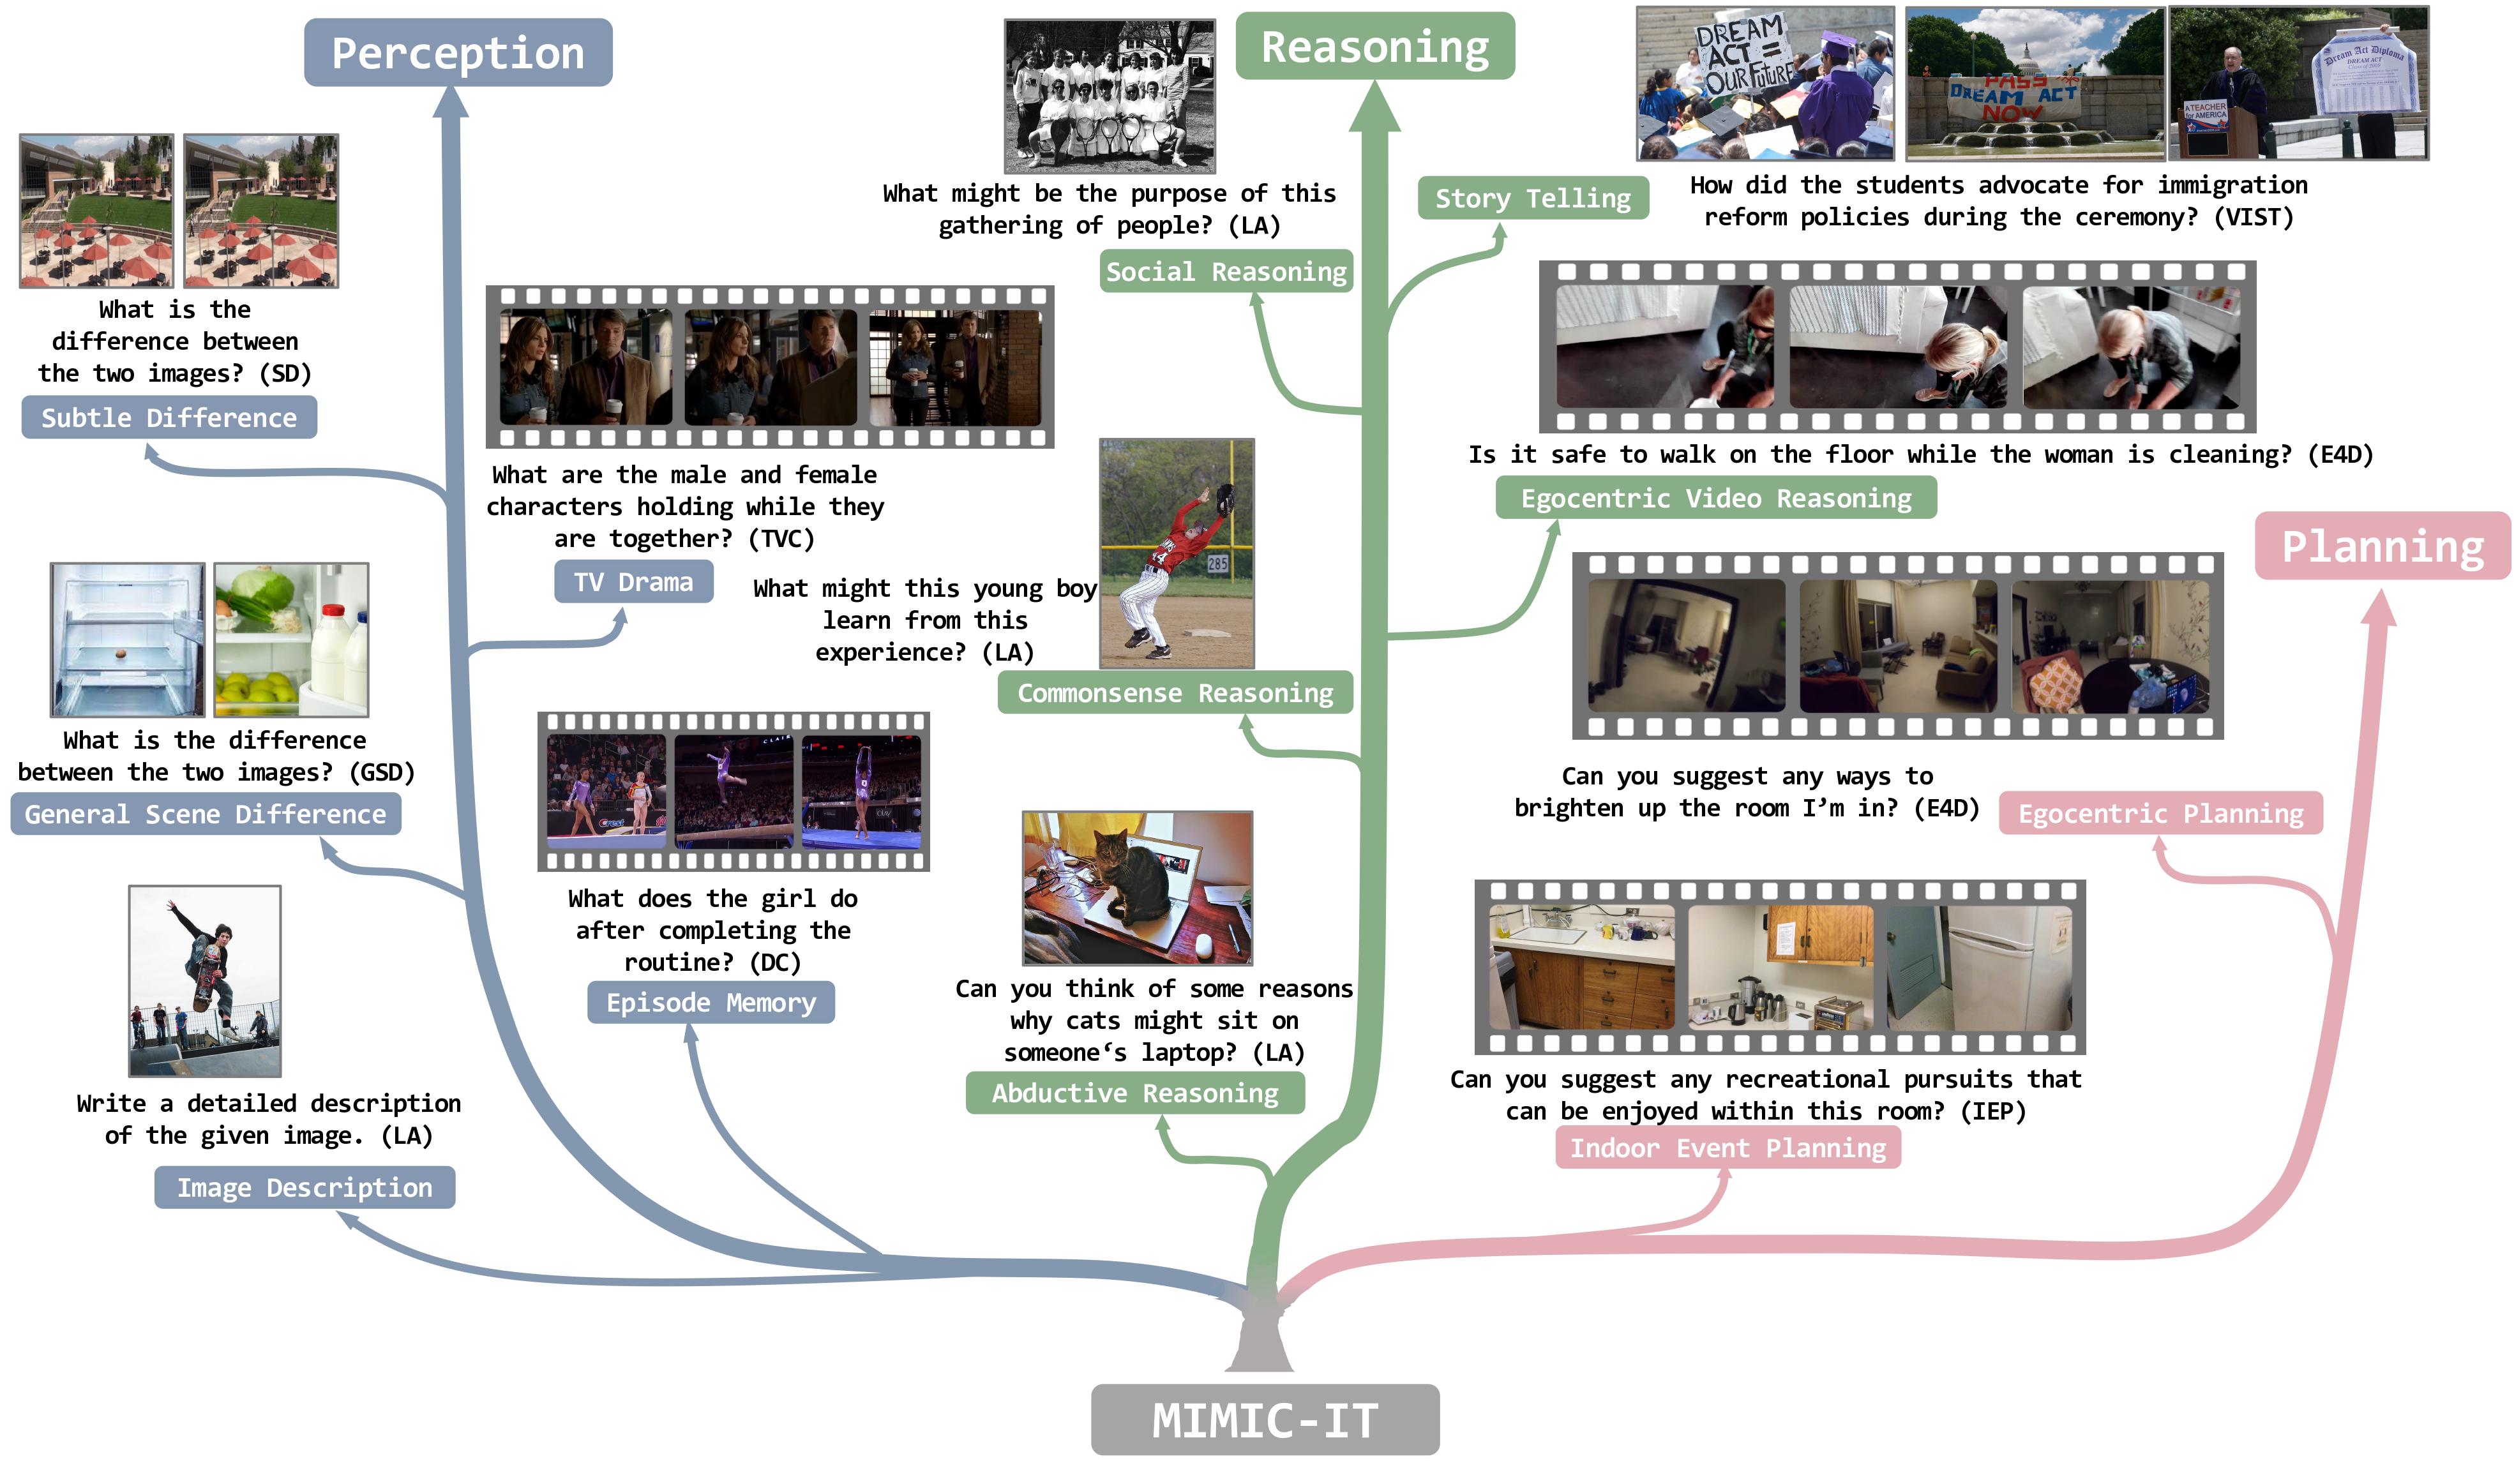 Perception
What is the
difference between
the two images? (SD)
Subtle Difference
What are the male and female
characters holding while they
are together? (TVC)
TV Drama
What is the difference
between the two images? (GSD)
General Scene Difference
What does the girl do
after completing the
routine? (DC)
Episode Memory
Write a detailed description
of the given image. (LA)
Image Description
Reasoning
What might be the purpose of this
gathering of people? (LA)
Social Reasoning
DREAM
ACT =
OUR FuTuRE
PASS
DREAM ACT
NOW
Dream Act Diploma
DREAM ACT
A TEACHER
for AMERICA
How did the students advocate for immigration
reform policies during the ceremony? (VIST)
Story Telling
Is it safe to walk on the floor while the woman is cleaning? (E4D)
Egocentric Video Reasoning
285
What might this young boy
learn from this
experience? (LA)
Commonsense Reasoning
Can you think of some reasons
why cats might sit on
someone‘s laptop? (LA)
Abductive Reasoning
Planning
Can you suggest any ways to
brighten up the room I’m in? (E4D)
Egocentric Planning
Can you suggest any recreational pursuits that
can be enjoyed within this room? (IEP)
Indoor Event Planning
MIMIC-IT